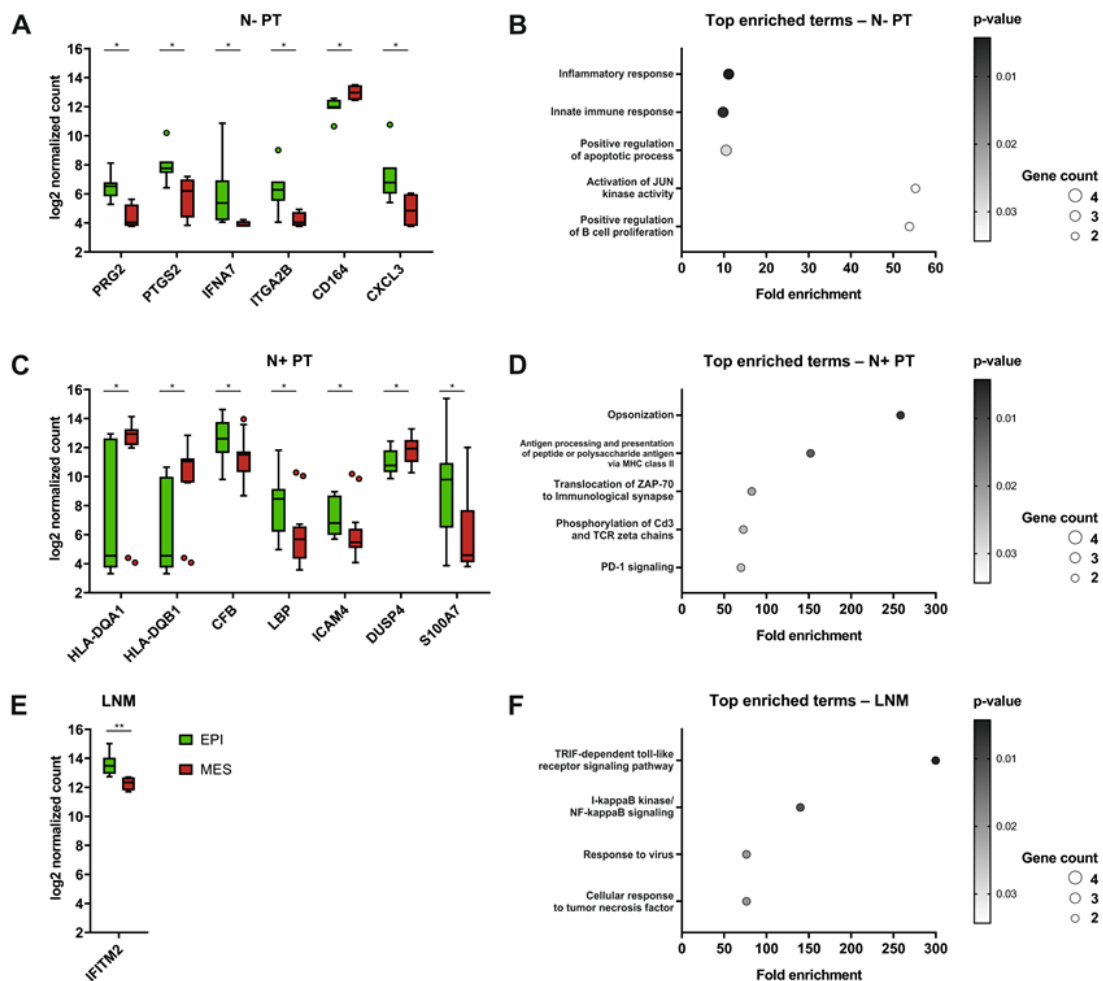 A
N- PT
* * * * * *
log2 normalized count
16
14
12
10
8
6
4
2
PRG2
PTGS2
IFNA7
ITGA2B
CD164
CXCL3
B
Top enriched terms – N- PT
Inflammatory response
Innate immune response
Positive regulation
of apoptotic process
Activation of JUN
kinase activity
Positive regulation
of B cell proliferation
0 10 20 30 40 50 60
Fold enrichment
p-value
0.01
0.02
0.03
Gene count
4
3
2
C
N+ PT
* * * * * * *
log2 normalized count
16
14
12
10
8
6
4
2
HLA-DQA1
HLA-DQB1
CFB
LBP
ICAM4
DUSP4
S100A7
D
Top enriched terms – N+ PT
Opsonization
Antigen processing and presentation
of peptide or polysaccharide antigen
via MHC class II
Translocation of ZAP-70
to Immunological synapse
Phosphorylation of Cd3
and TCR zeta chains
PD-1 signaling
0 50 100 150 200 250 300
Fold enrichment
p-value
0.01
0.02
0.03
Gene count
4
3
2
E
LNM
**
log2 normalized count
16
14
12
10
8
6
4
2
IFITM2
EPI
MES
F
Top enriched terms – LNM
TRIF-dependent toll-like
receptor signaling pathway
I-kappaB kinase/
NF-kappaB signaling
Response to virus
Cellular response
to tumor necrosis factor
0 50 100 150 200 250 300
Fold enrichment
p-value
0.01
0.02
0.03
Gene count
4
3
2